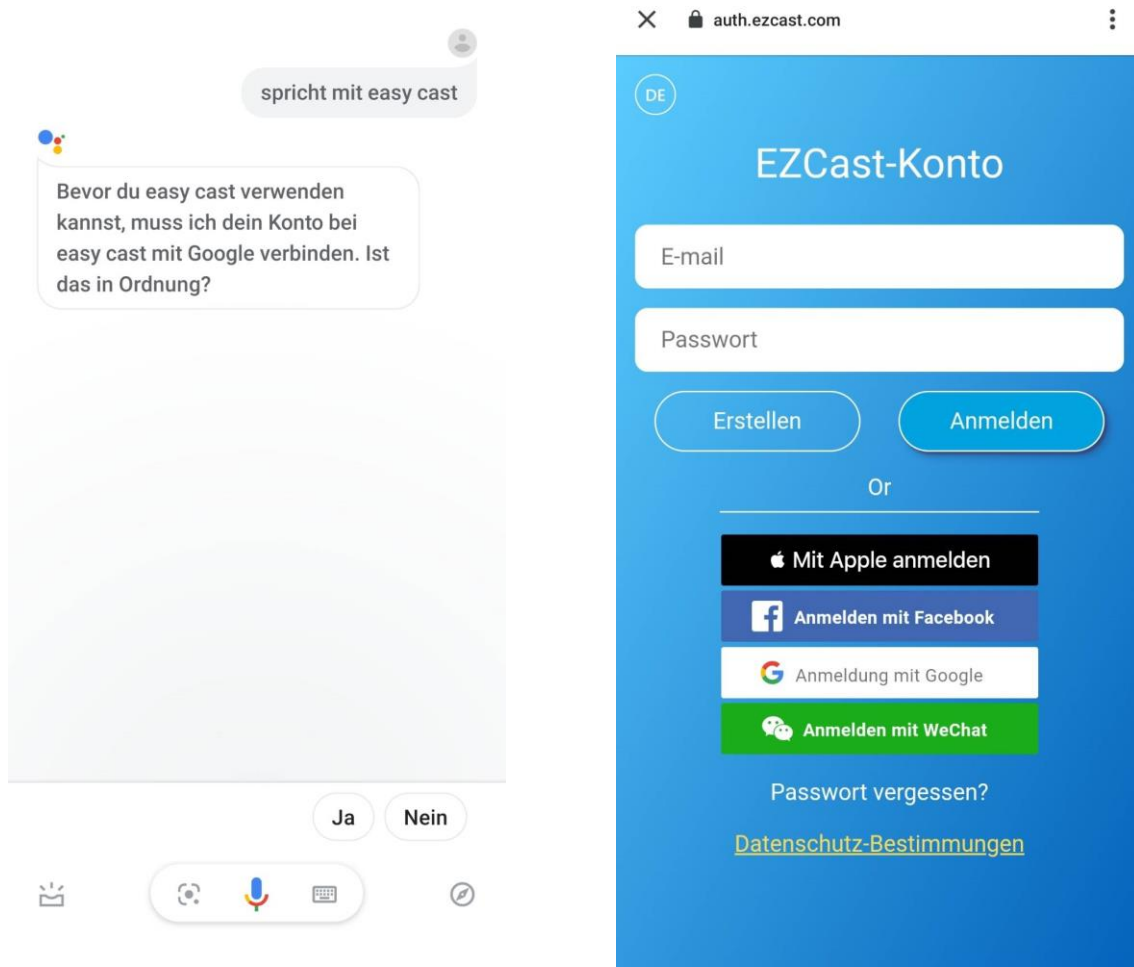 spricht mit easy cast
Bevor du easy cast verwenden
kannst, muss ich dein Konto bei
easy cast mit Google verbinden. Ist
das in Ordnung?
Ja
Nein
auth.ezcast.com
DE
EZCast-Konto
E-mail
Passwort
Erstellen
Anmelden
Or
Mit Apple anmelden
Anmelden mit Facebook
Anmeldung mit Google
Anmelden mit WeChat
Passwort vergessen?
Datenschutz-Bestimmungen